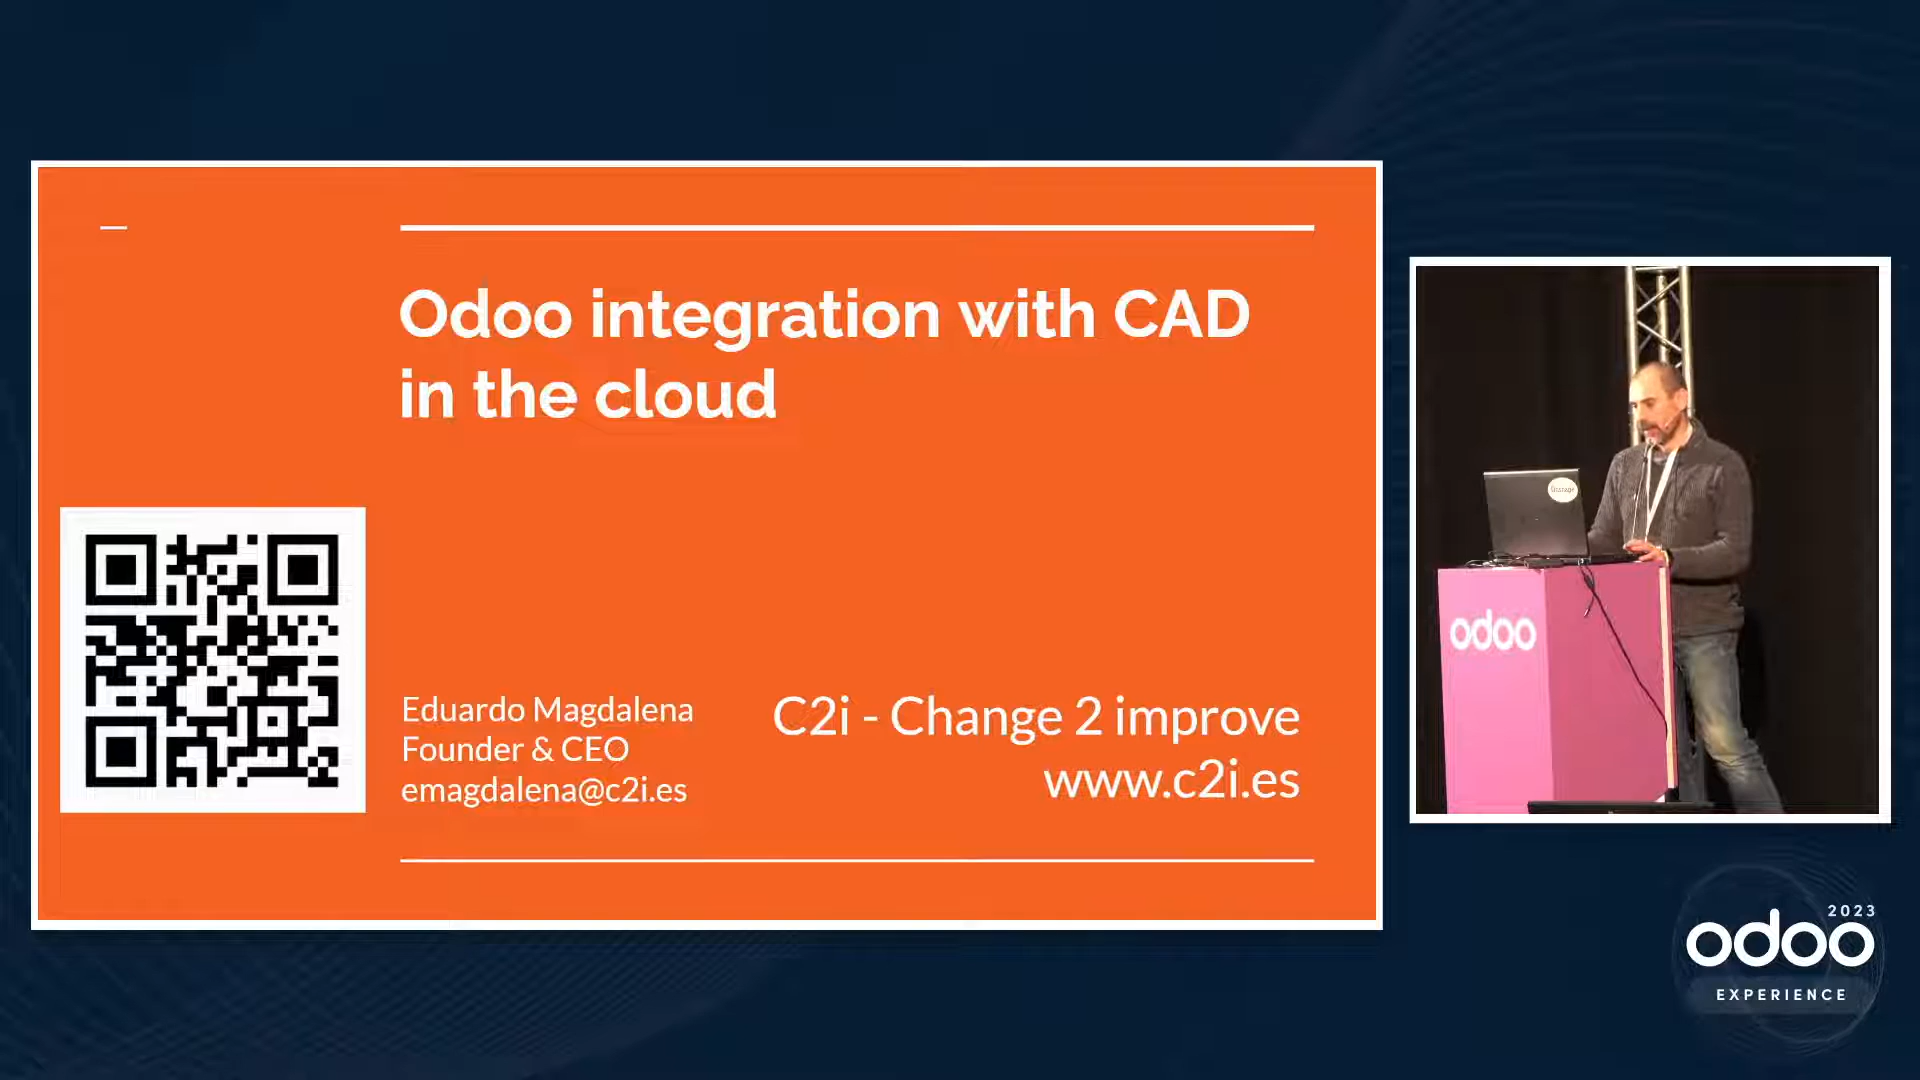 Odoo integration with CAD
in the cloud
Eduardo Magdalena
Founder & CEO
emagdalena@c2i.es
C2i - Change 2 improve
www.c2i.es
odoo
2023
odoo
EXPERIENCE